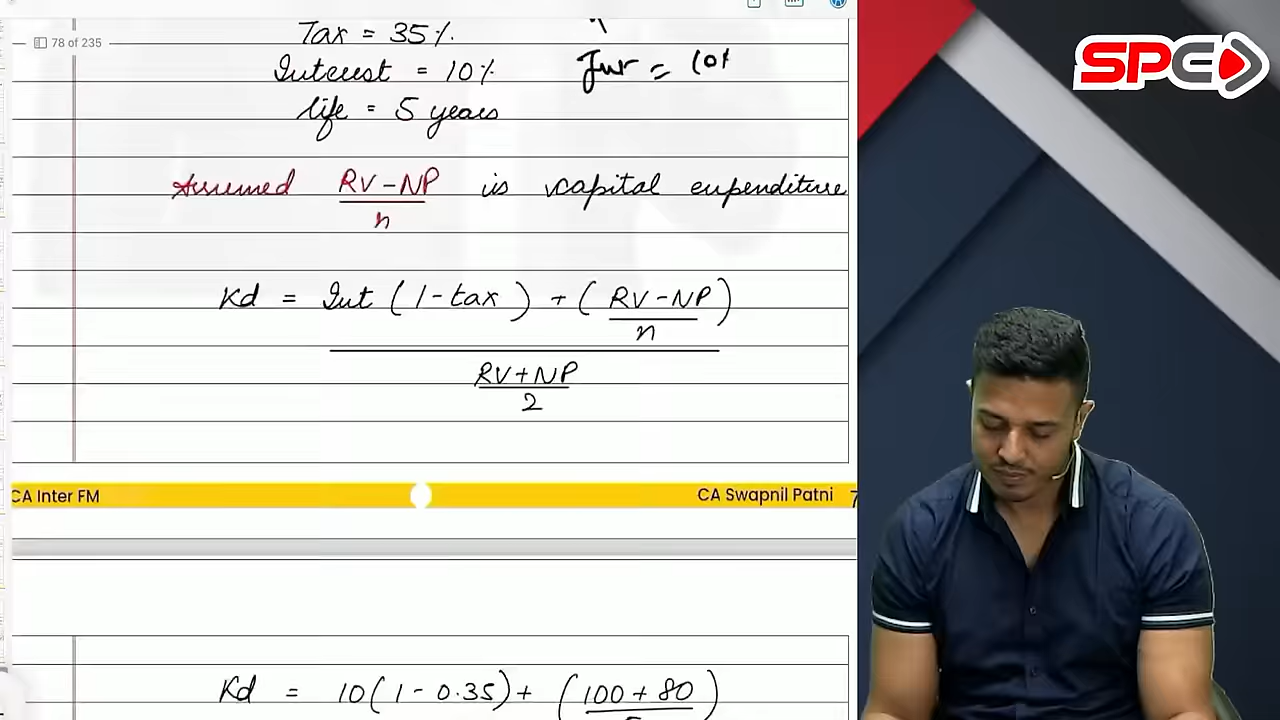 Tax = 35%.
78 of 235
Interest = 10%.
Int = 10%
life = 5 years
SPC
Assumed RV-NP/n is capital expenditure
Kd = Int (1-tax) + (RV-NP/n)
RV+NP/2
CA Inter FM
CA Swapnil Patni 7
Kd = 10(1-0.35)+ (100+80)